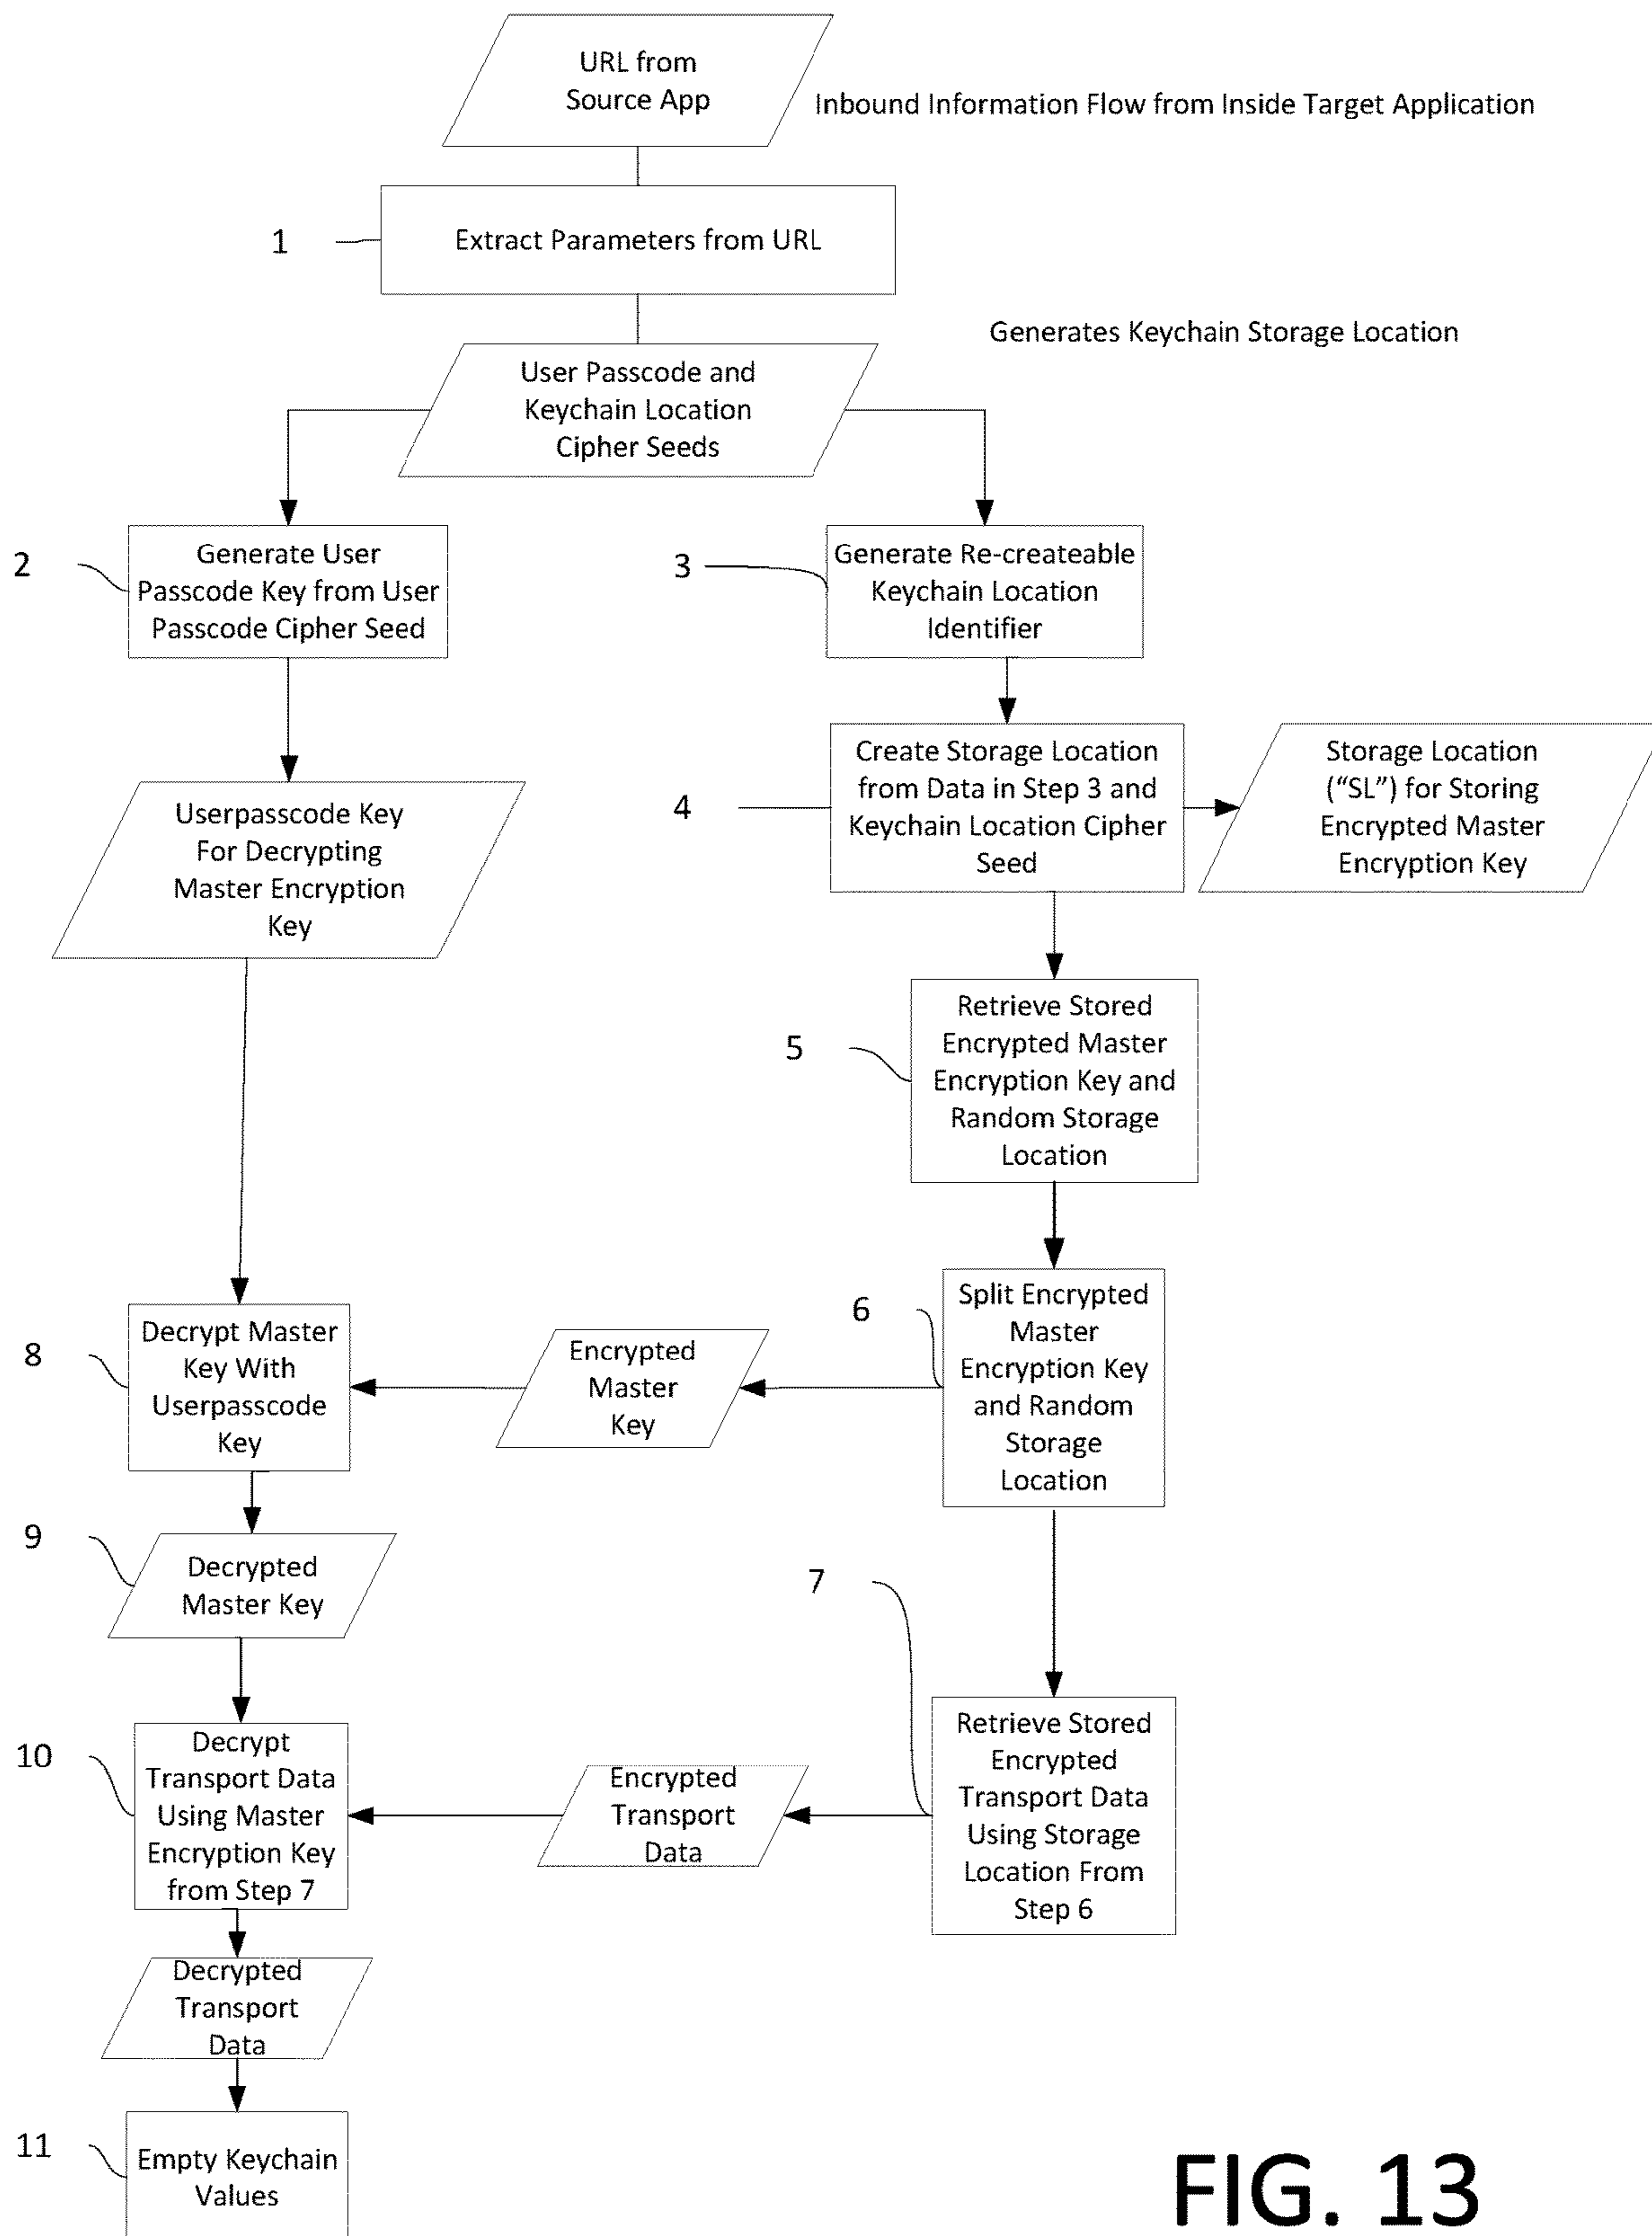 URL from
Source App
Inbound Information Flow from Inside Target Application
1
Extract Parameters from URL
Generates Keychain Storage Location
User Passcode and
Keychain Location
Cipher Seeds
2
Generate User
Passcode Key from User
Passcode Cipher Seed
3
Generate Re-createable
Keychain Location
Identifier
4
Create Storage Location
from Data in Step 3 and
Keychain Location Cipher
Seed
Storage Location
(“SL”) for Storing
Encrypted Master
Encryption Key
Userpasscode Key
For Decrypting
Master Encryption
Key
5
Retrieve Stored
Encrypted Master
Encryption Key and
Random Storage
Location
6
Split Encrypted
Master
Encryption Key
and Random
Storage
Location
Encrypted
Master
Key
8
Decrypt Master
Key With
Userpasscode
Key
9
Decrypted
Master Key
7
Retrieve Stored
Encrypted
Transport Data
Using Storage
Location From
Step 6
Encrypted
Transport
Data
10
Decrypt
Transport Data
Using Master
Encryption Key
from Step 7
Decrypted
Transport
Data
11
Empty Keychain
Values
FIG. 13